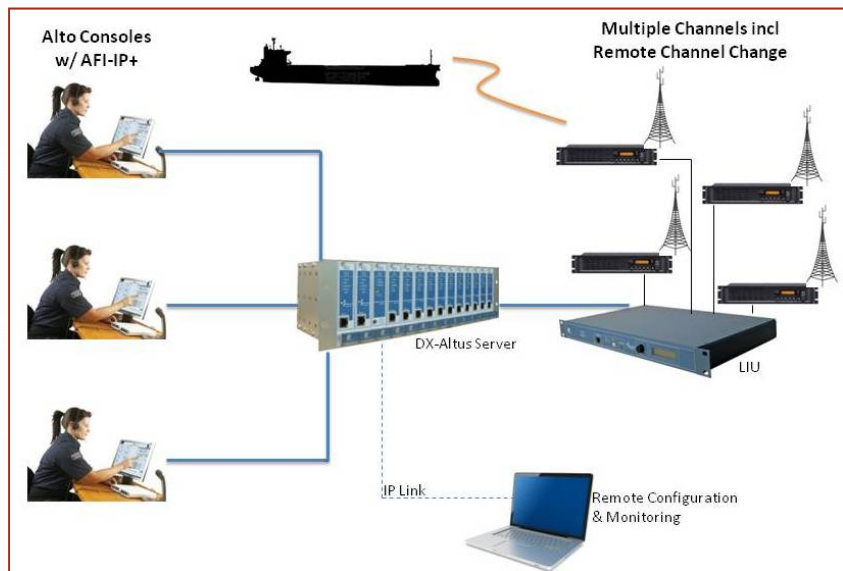 Alto Consoles
w/ AFI-IP+
Multiple Channels incl
Remote Channel Change
DX-Altus Server
LIU
IP Link
Remote Configuration
& Monitoring